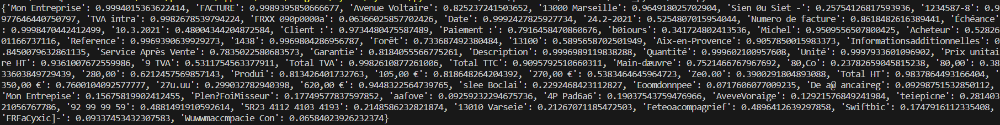 {'Mon Entreprise': 0.9994015363622414, 'FACTURE': 0.9989395850666677, 'Avenue Voltaire': 0.825237241503652, '13000 Marseille': 0.964918025702904, 'Sien 0u Siet -': 0.25754126817593936, '1234587-8': 0.9
977646440750797, 'TVA intra': 0.9982678539794224, 'FRXX 090p0000a': 0.06366025857702426, 'Date': 0.9992427825927734, '24.2-2021': 0.5254807015954044, 'Numero de facture': 0.8618482616389441, 'Échéance'
: 0.9998470442412499, '10.3.2021': 0.48004344204872584, 'Client :': 0.9734480475587489, 'Paiement :': 0.7916458470860676, 'b0iours': 0.341724802413536, 'Michel': 0.9509556507800425, 'Acheteur': 0.52826
01166737116, 'Reference': 0.9969390639929273, '1438': 0.9969804286956787, 'Forêt': 0.733687492380484, '13100': 0.5895658702501949, 'Aix-en-Provence': 0.9057850015983373, 'Informationsadditionnelles': 0
.8450079632861135, 'Service Après Vente': 0.7835022580683573, 'Garantie': 0.8184055566775261, 'Description': 0.9996989119838288, 'Quantité': 0.999602100957608, 'Unité': 0.9997933601096902, 'Prix unitai
re HT': 0.9361007672559986, '9 TVA': 0.5311754563377911, 'Total TVA': 0.9982610877261006, 'Total TTC': 0.9095792510660311, 'Main-dæuvre': 0.7521466767967692, '80,Co': 0.23782659045815238, '80,00': 0.38
33603849729439, '280,00': 0.6212457569857143, 'Produi': 0.813426401732763, '105,00 €': 0.818648264204392, '270,00 €': 0.5383464645964723, 'Ze0.00': 0.3900291804893088, 'Total HT': 0.9837864493166404, '
350,00 €': 0.7600104092577777, '27u.uu': 0.299032782940398, '620,00 €': 0.9448322564739765, 'slee Boclai': 0.2292468423112827, 'Eoomdonnpee': 0.0717606077009235, 'De a@ ancaireg': 0.09298751532850112,
'Mon Entrepise': 0.15675819902412455, 'Plen?FoiMisseur': 0.17749577837597852, 'aafove': 0.09259232294675736, '4P Pad6a6': 0.19037543759476966, 'AveveVoraige': 0.12921576849241984, 'teiepicne': 0.281403
21056767786, '92 99 99 59': 0.4881491910592614, '5R23 4112 4103 4193': 0.2148586232821874, '13010 Varseie': 0.21267071185472503, 'Feteoacompagrief': 0.4896412639297858, 'Swiftbic': 0.1747916112335408,
'FRFaCyxic]-': 0.09337453432307583, 'Wuwwmaccmpacie Con': 0.06584023926232374}